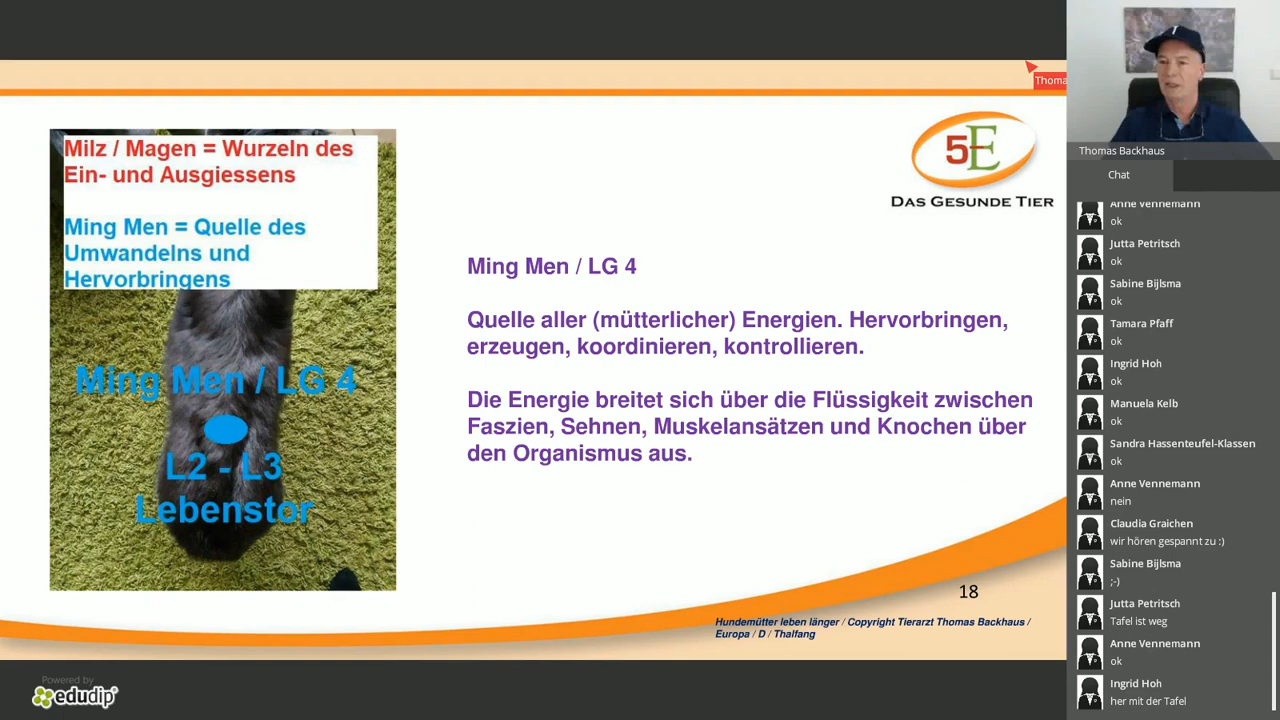 Milz / Magen = Wurzeln des
Ein- und Ausgiessens
Ming Men = Quelle des
Umwandelns und
Hervorbringens
Ming Men / LG 4
L2 - L3
Lebenstor
5E
DAS GESUNDE TIER
Ming Men / LG 4
Quelle aller (mütterlicher) Energien. Hervorbringen,
erzeugen, koordinieren, kontrollieren.
Die Energie breitet sich über die Flüssigkeit zwischen
Faszien, Sehnen, Muskelansätzen und Knochen über
den Organismus aus.
18
Hundemütter leben länger / Copyright Tierarzt Thomas Backhaus /
Europa / D / Thalfang
Powered by
edudip
Thoma
Thomas Backhaus
Chat
Anne Vennemann
ok
Jutta Petritsch
ok
Sabine Bijlsma
ok
Tamara Pfaff
ok
Ingrid Hoh
ok
Manuela Kelb
ok
Sandra Hassenteufel-Klassen
ok
Anne Vennemann
nein
Claudia Graichen
wir hören gespannt zu :)
Sabine Bijlsma
;-)
Jutta Petritsch
Tafel ist weg
Anne Vennemann
ok
Ingrid Hoh
her mit der Tafel